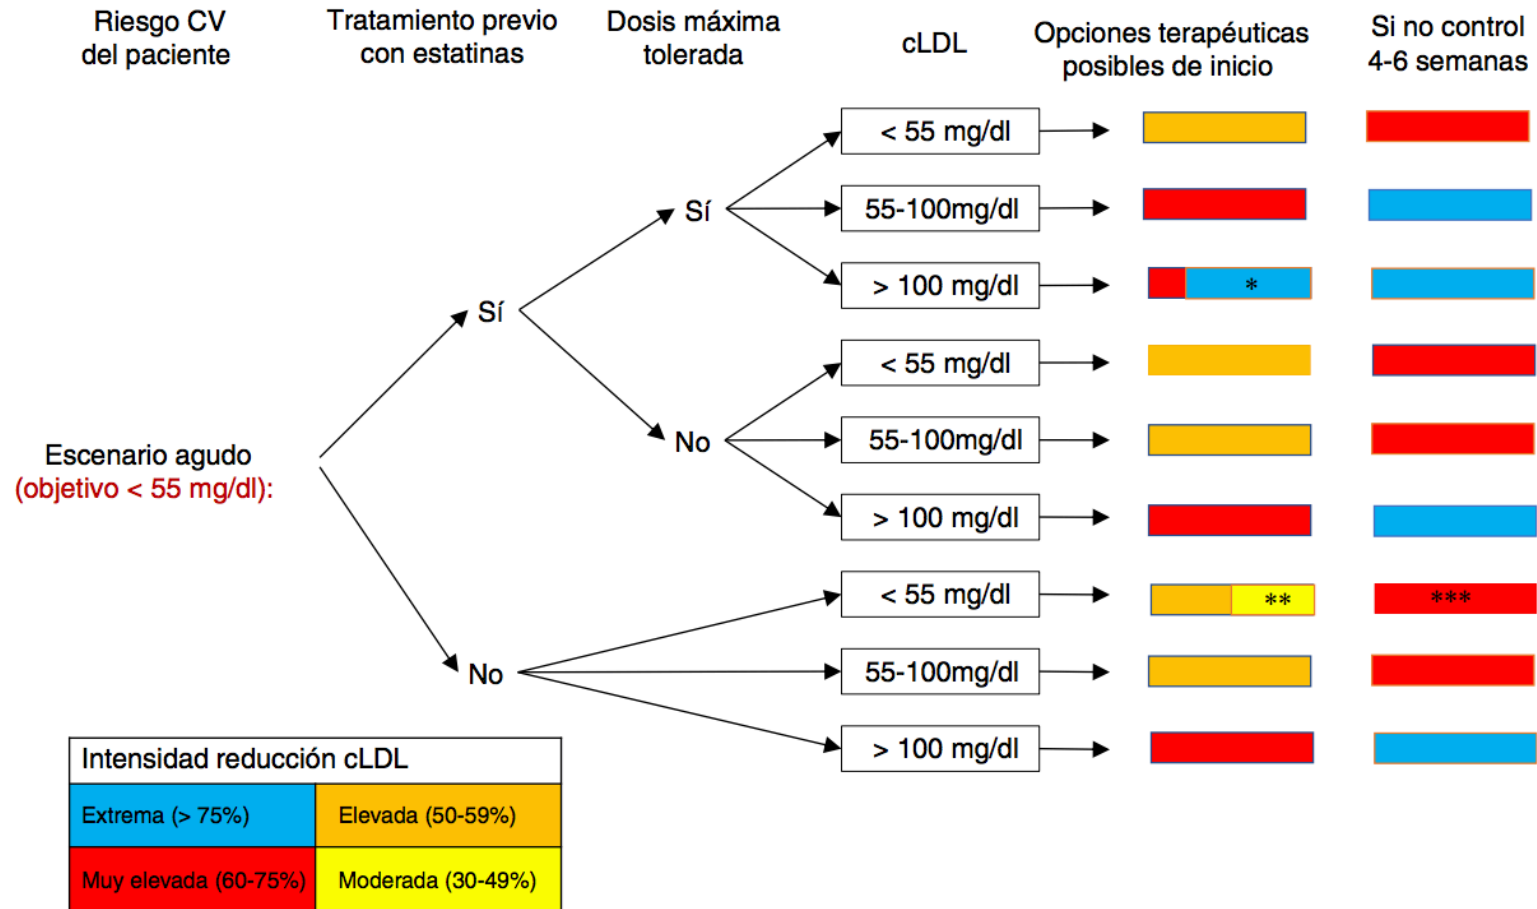 Riesgo CV
del paciente
Tratamiento previo
con estatinas
Dosis máxima
tolerada
cLDL
Opciones terapéuticas
posibles de inicio
Si no control
4-6 semanas
< 55 mg/dl
Sí
55-100mg/dl
> 100 mg/dl
*
Sí
< 55 mg/dl
No
55-100mg/dl
Escenario agudo
(objetivo < 55 mg/dl):
> 100 mg/dl
< 55 mg/dl
**
***
No
55-100mg/dl
> 100 mg/dl
Intensidad reducción cLDL
Extrema (> 75%)
Elevada (50-59%)
Muy elevada (60-75%)
Moderada (30-49%)